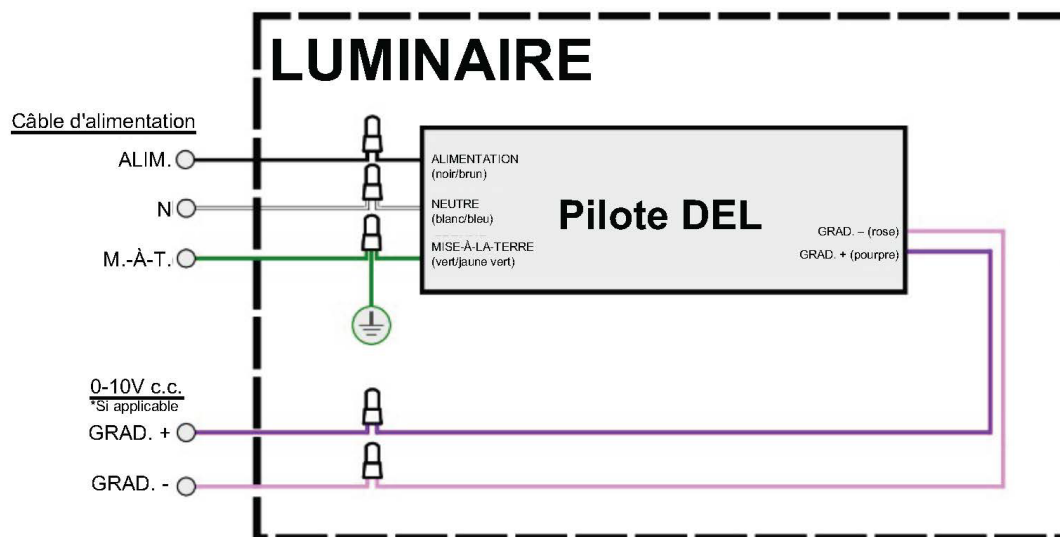 LUMINAIRE
Câble d'alimentation
ALIM.
N
M.-À-T.
ALIMENTATION
(noir/brun)
NEUTRE
(blanc/bleu)
MISE-À-LA-TERRE
(vert/jaune vert)
Pilote DEL
GRAD. – (rose)
GRAD. + (pourpre)
0-10V c.c.
*Si applicable
GRAD. +
GRAD. -